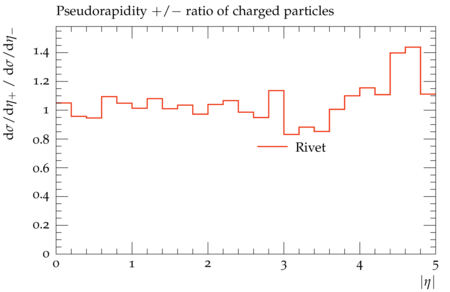 Pseudorapidity +/− ratio of charged particles
dσ/dη₊ / dσ/dη₋
1.4
1.2
1
0.8
0.6
0.4
0.2
0
Rivet
0 1 2 3 4 5
|η|